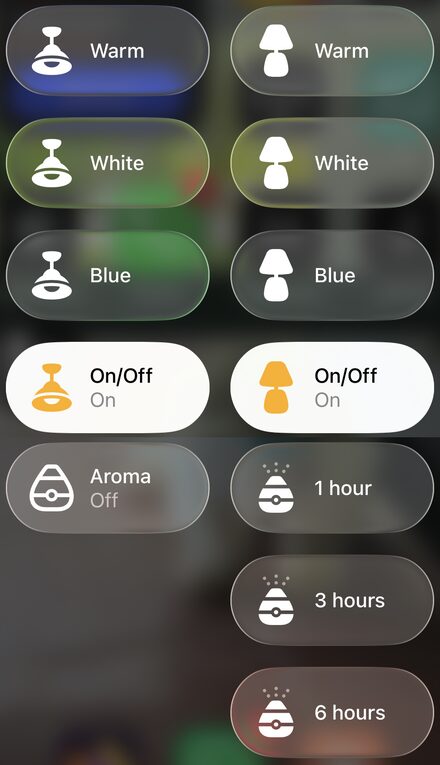 Warm
Warm
White
White
Blue
Blue
On/Off
On
On/Off
On
Aroma
Off
1 hour
3 hours
6 hours